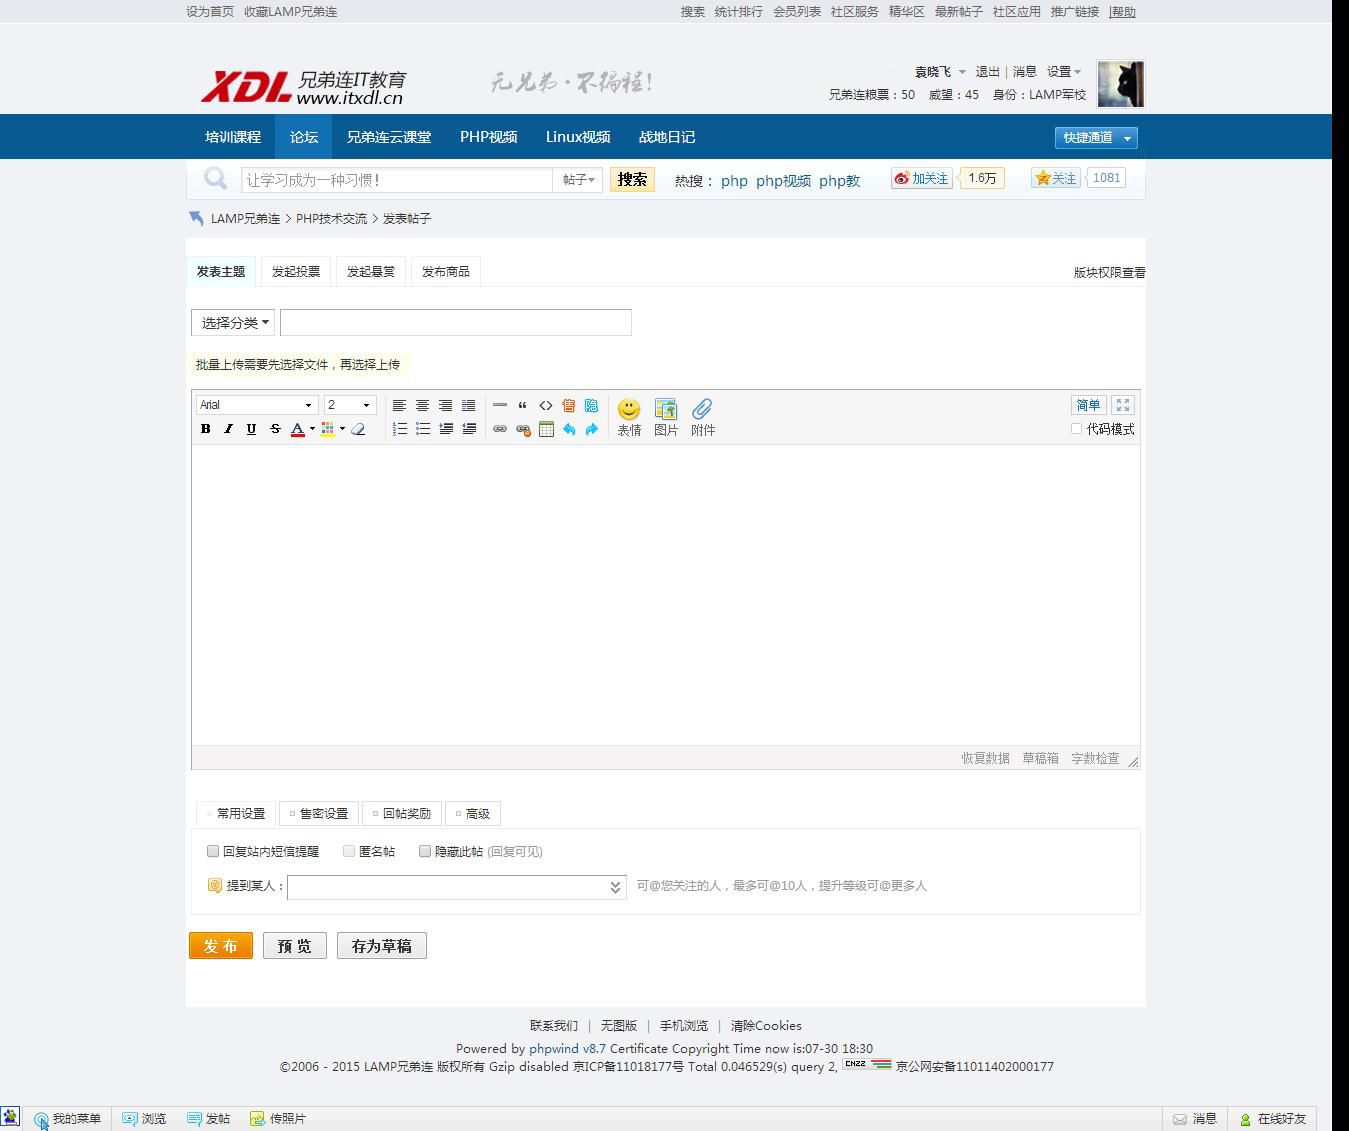 设为首页 收藏LAMP兄弟连 搜索 统计排行 会员列表 社区服务 精华区 最新帖子 社区应用 推广链接 |帮助
XDL 兄弟连IT教育
www.itxdl.cn
无兄弟·不编程!
袁晓飞 退出 | 消息 设置
兄弟连粮票：50 威望：45 身份：LAMP军校
培训课程 论坛 兄弟连云课堂 PHP视频 Linux视频 战地日记 快捷通道
让学习成为一种习惯! 帖子 搜索 热搜： php php视频 php教 加关注 1.6万 关注 1081
LAMP兄弟连 > PHP技术交流 > 发表帖子
发表主题 发起投票 发起悬赏 发布商品 版块权限查看
选择分类
批量上传需要先选择文件，再选择上传
Arial 2 售 隐 简单
B I U S A 表情 图片 附件 代码模式
恢复数据 草稿箱 字数检查
常用设置 售密设置 回帖奖励 高级
回复站内短信提醒 匿名帖 隐藏此帖 (回复可见)
提到某人： 可@您关注的人，最多可@10人，提升等级可@更多人
发 布 预 览 存为草稿
联系我们 | 无图版 | 手机浏览 | 清除Cookies
Powered by phpwind v8.7 Certificate Copyright Time now is:07-30 18:30
©2006 - 2015 LAMP兄弟连 版权所有 Gzip disabled 京ICP备11018177号 Total 0.046529(s) query 2, CNZZ 京公网安备11011402000177
我的菜单 浏览 发帖 传照片 消息 在线好友